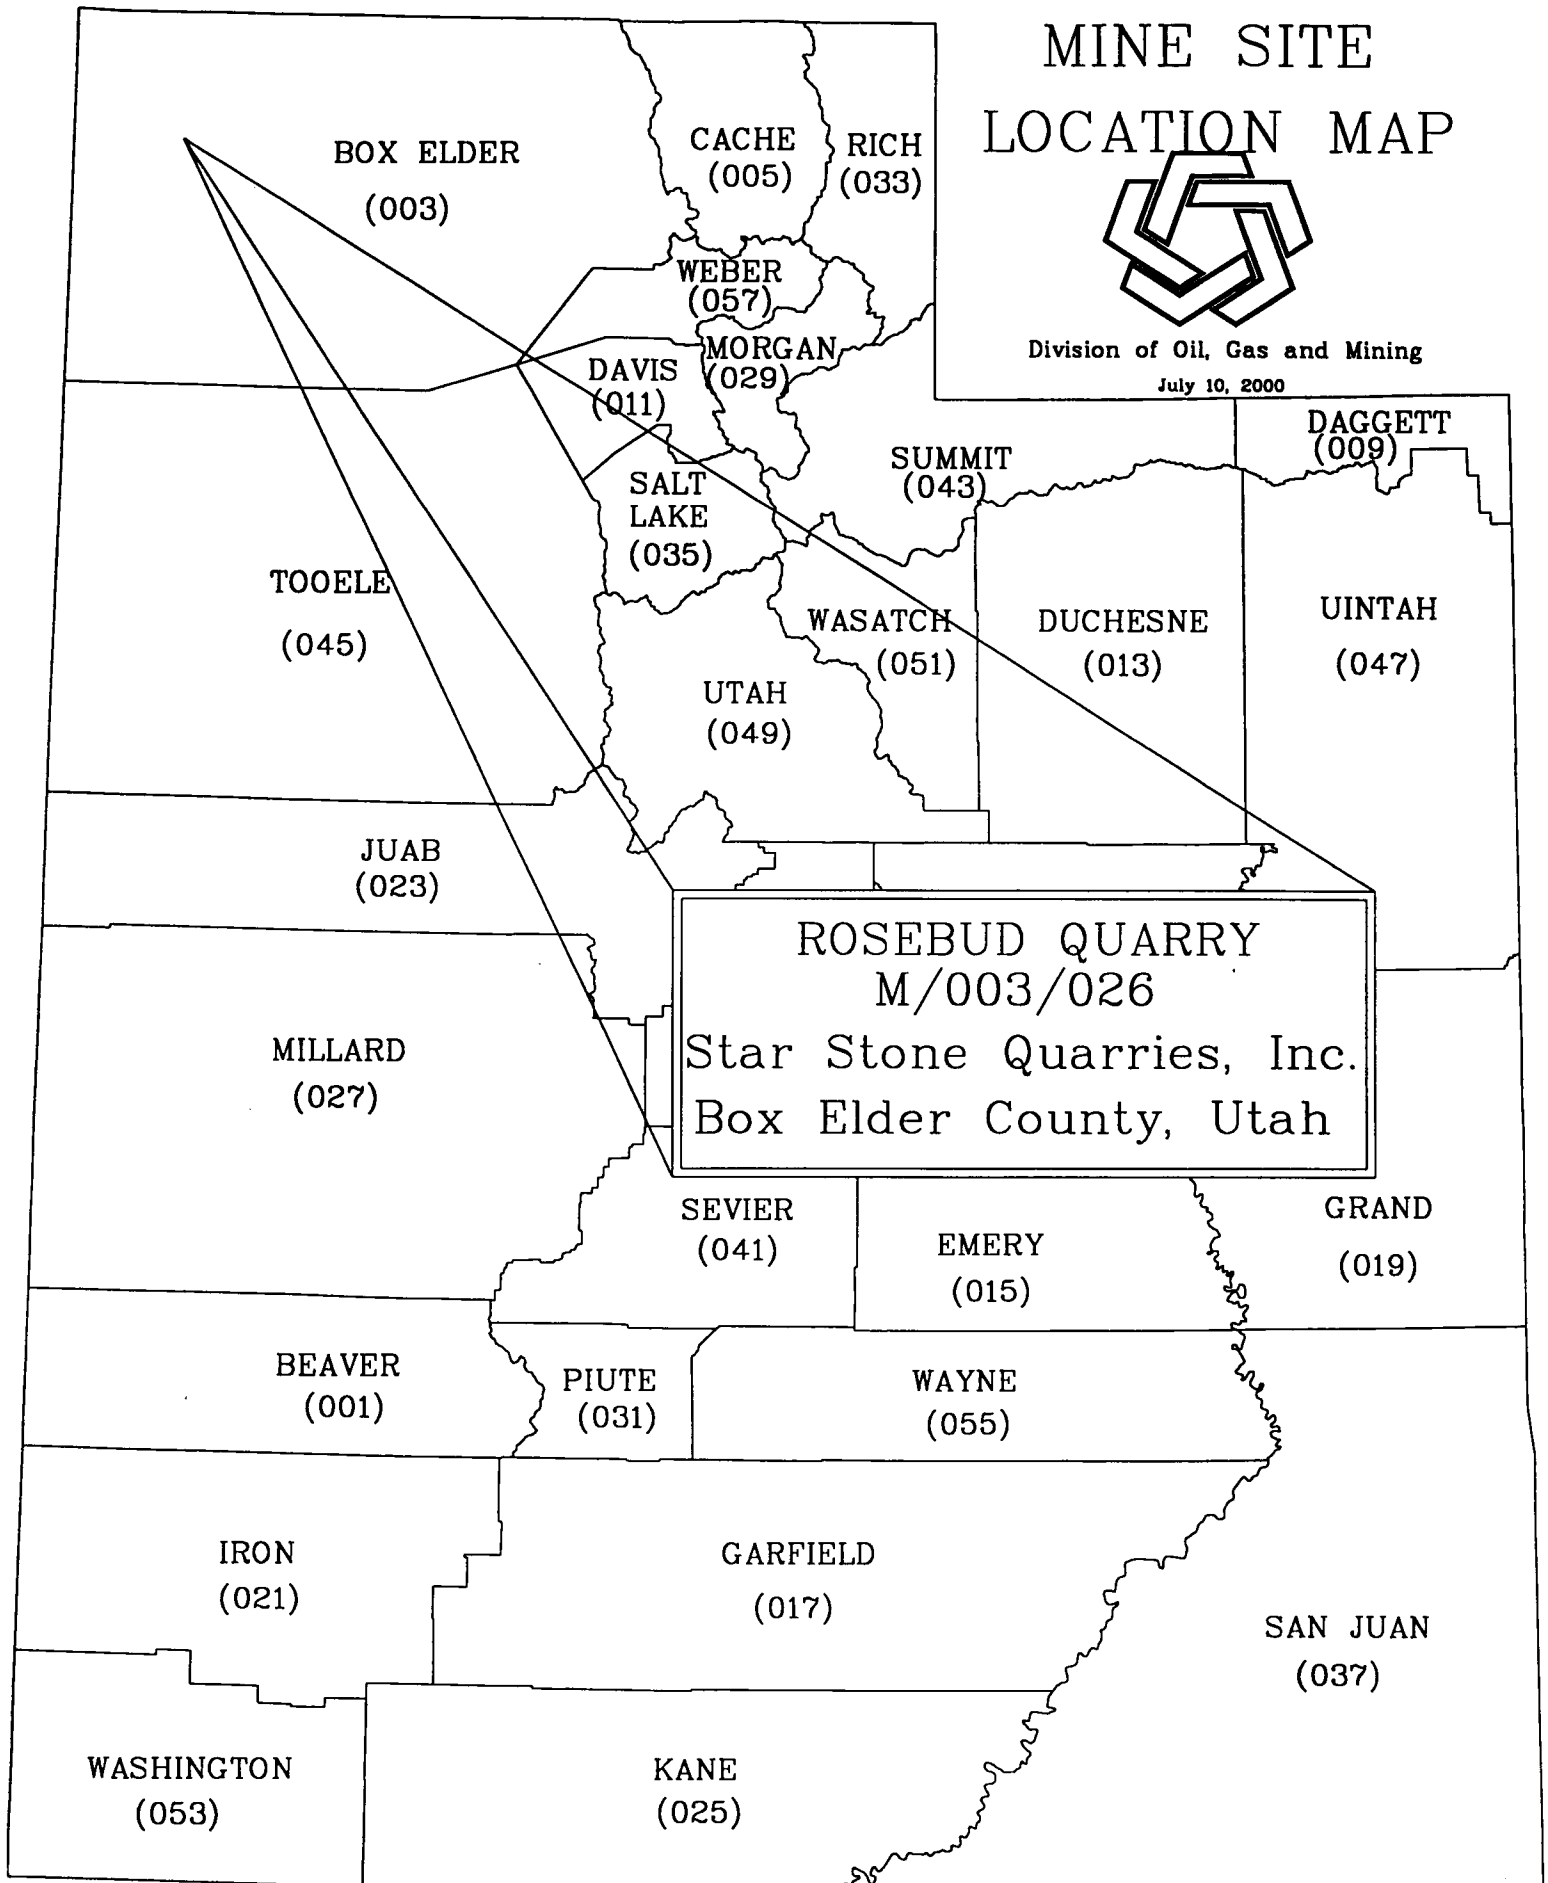 MINE SITE
LOCATION MAP
Division of Oil, Gas and Mining
July 10, 2000
BOX ELDER
(003)
CACHE
(005)
RICH
(033)
WEBER
(057)
MORGAN
(029)
DAVIS
(011)
DAGGETT
(009)
SUMMIT
(043)
SALT
LAKE
(035)
TOOELE
(045)
WASATCH
(051)
DUCHESNE
(013)
UINTAH
(047)
UTAH
(049)
JUAB
(023)
ROSEBUD QUARRY
M/003/026
Star Stone Quarries, Inc.
Box Elder County, Utah
MILLARD
(027)
SEVIER
(041)
EMERY
(015)
GRAND
(019)
BEAVER
(001)
PIUTE
(031)
WAYNE
(055)
IRON
(021)
GARFIELD
(017)
SAN JUAN
(037)
WASHINGTON
(053)
KANE
(025)